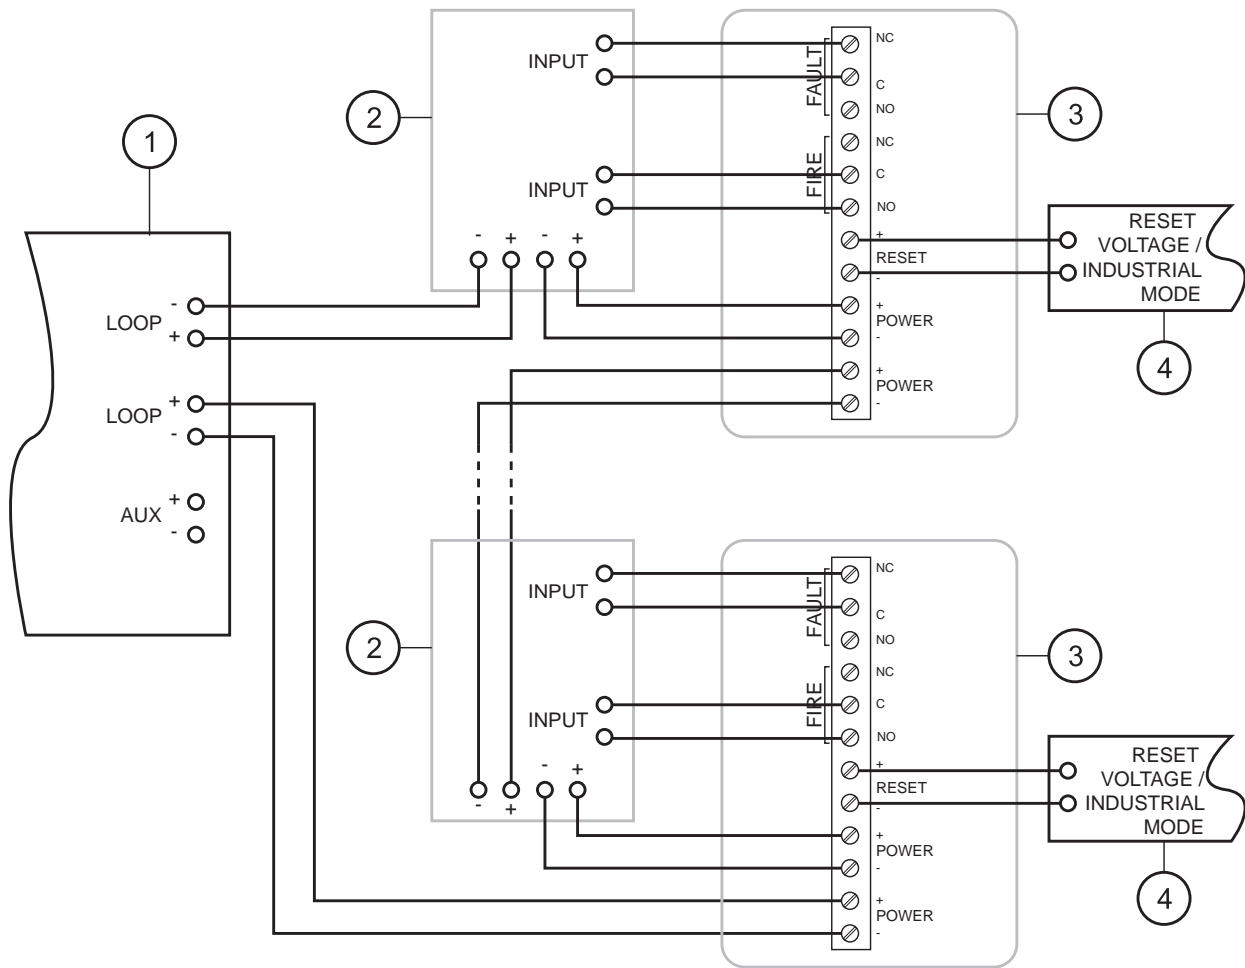 INPUT
INPUT
- + - +
2
1
LOOP
-
+
LOOP
+
-
AUX
+
-
FAULT
NC
C
NO
FIRE
NC
C
NO
+
RESET
-
+
POWER
-
+
POWER
-
3
RESET
VOLTAGE /
INDUSTRIAL
MODE
4
INPUT
INPUT
- + - +
2
FAULT
NC
C
NO
FIRE
NC
C
NO
+
RESET
-
+
POWER
-
+
POWER
-
3
RESET
VOLTAGE /
INDUSTRIAL
MODE
4